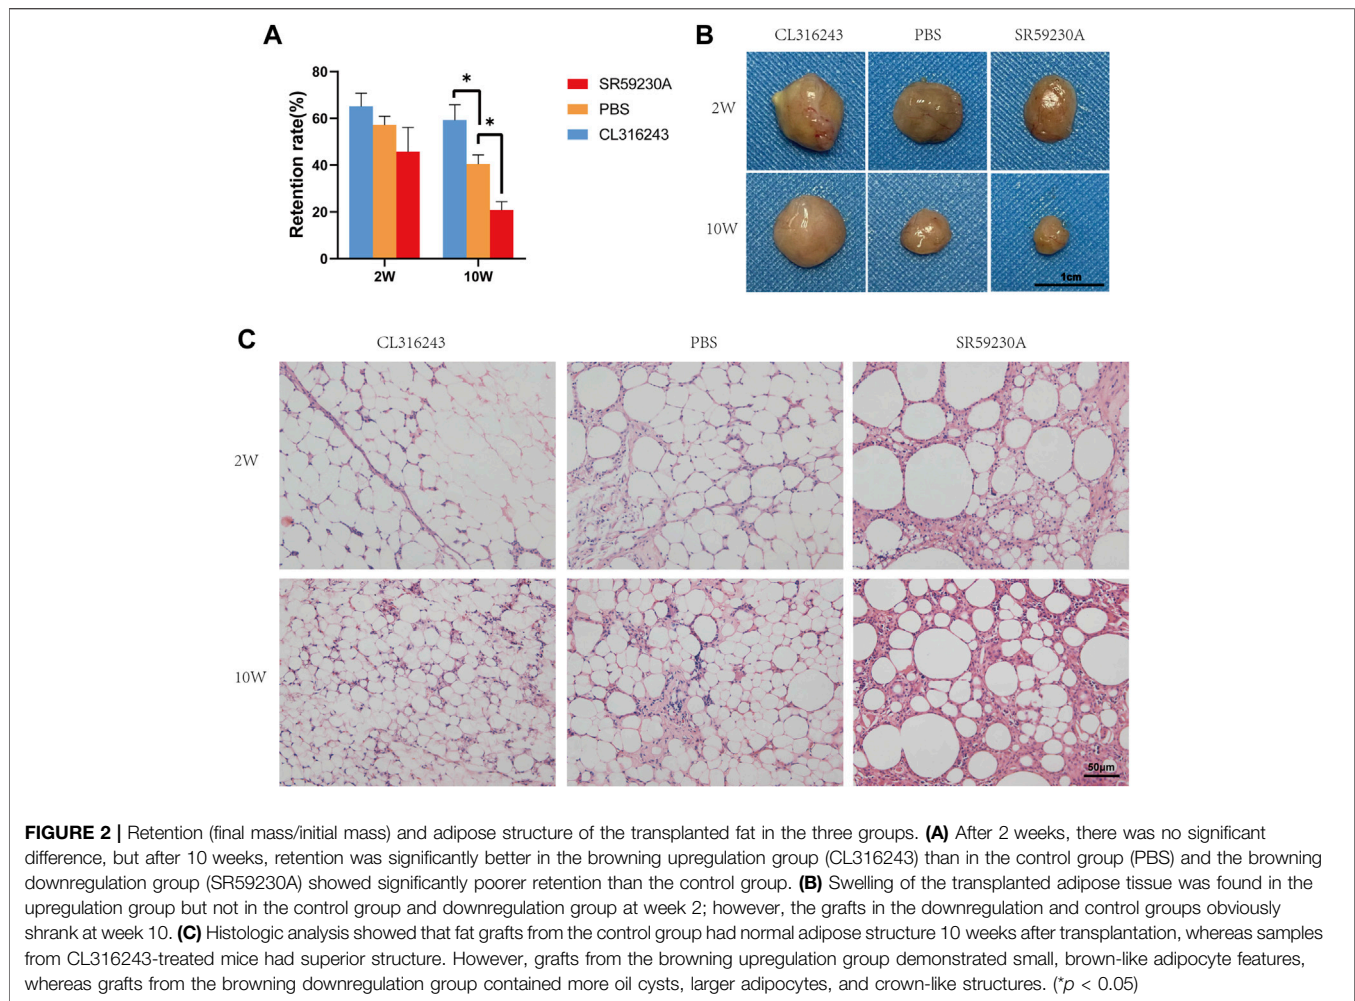 A
Retention rate(%)
80
60
40
20
0
2W
10W
*
*
SR59230A
PBS
CL316243
B
CL316243
PBS
SR59230A
2W
10W
1cm
C
CL316243
PBS
SR59230A
2W
10W
50μm
FIGURE 2 | Retention (final mass/initial mass) and adipose structure of the transplanted fat in the three groups. (A) After 2 weeks, there was no significant
difference, but after 10 weeks, retention was significantly better in the browning upregulation group (CL316243) than in the control group (PBS) and the browning
downregulation group (SR59230A) showed significantly poorer retention than the control group. (B) Swelling of the transplanted adipose tissue was found in the
upregulation group but not in the control group and downregulation group at week 2; however, the grafts in the downregulation and control groups obviously
shrank at week 10. (C) Histologic analysis showed that fat grafts from the control group had normal adipose structure 10 weeks after transplantation, whereas samples
from CL316243-treated mice had superior structure. However, grafts from the browning upregulation group demonstrated small, brown-like adipocyte features,
whereas grafts from the browning downregulation group contained more oil cysts, larger adipocytes, and crown-like structures. (*p < 0.05)